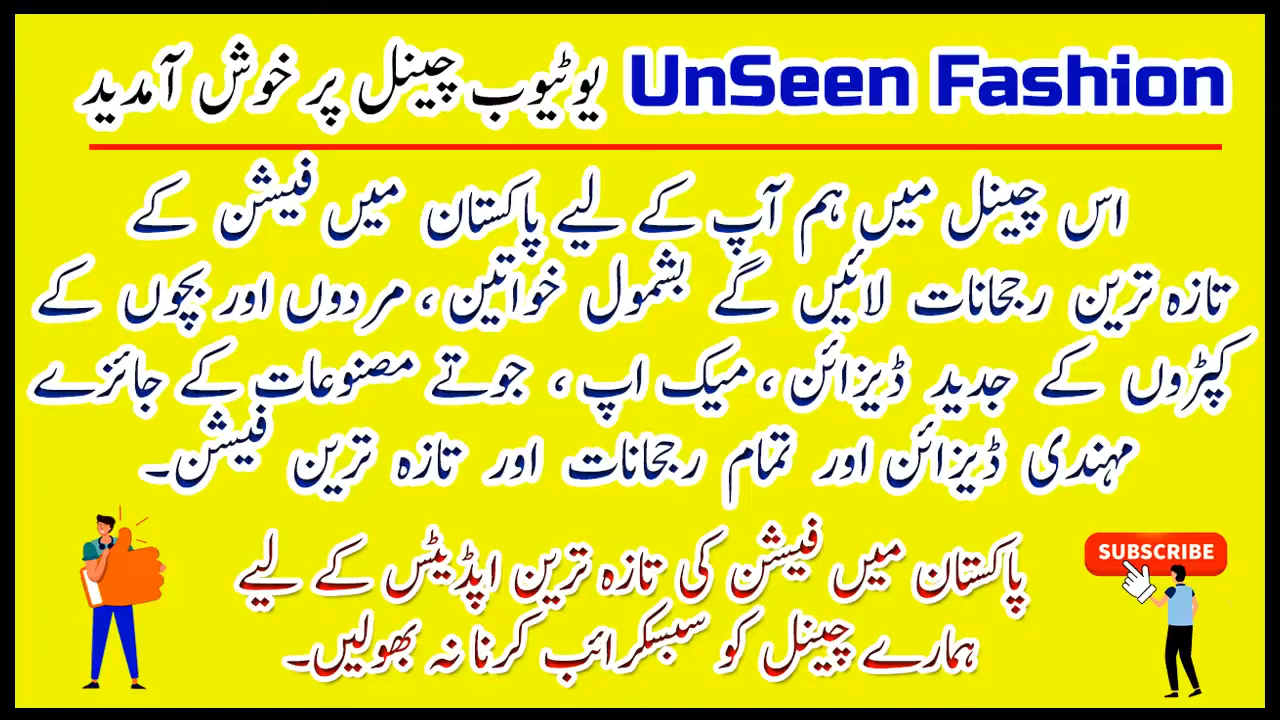 UnSeen Fashion یوٹیوب چینل پر خوش آمدید
اس چینل میں ہم آپ کے لیے پاکستان میں فیشن کے
تازہ ترین رجحانات لائیں گے بشمول خواتین، مردوں اور بچوں کے
کپڑوں کے جدید ڈیزائن، میک اپ، جوتے مصنوعات کے جائزے
مہندی ڈیزائن اور تمام رجحانات اور تازہ ترین فیشن۔
پاکستان میں فیشن کی تازہ ترین اپڈیٹس کے لیے
ہمارے چینل کو سبسکرائب کرنا نہ بھولیں۔
SUBSCRIBE